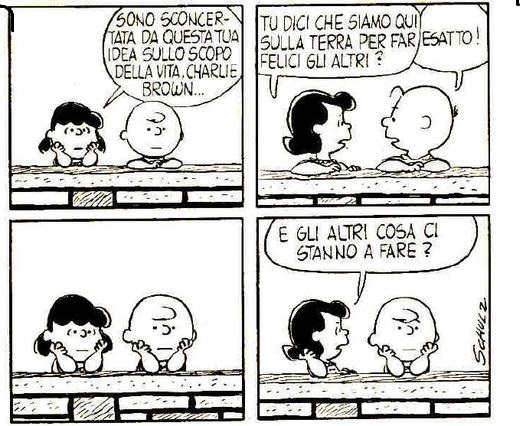 SONO SCONCER-
TATA DA QUESTA TUA
IDEA SULLO SCOPO
DELLA VITA, CHARLIE
BROWN...
TU DICI CHE SIAMO QUI
SULLA TERRA PER FAR
FELICI GLI ALTRI?
ESATTO!
E GLI ALTRI COSA CI
STANNO A FARE?
SCHULZ